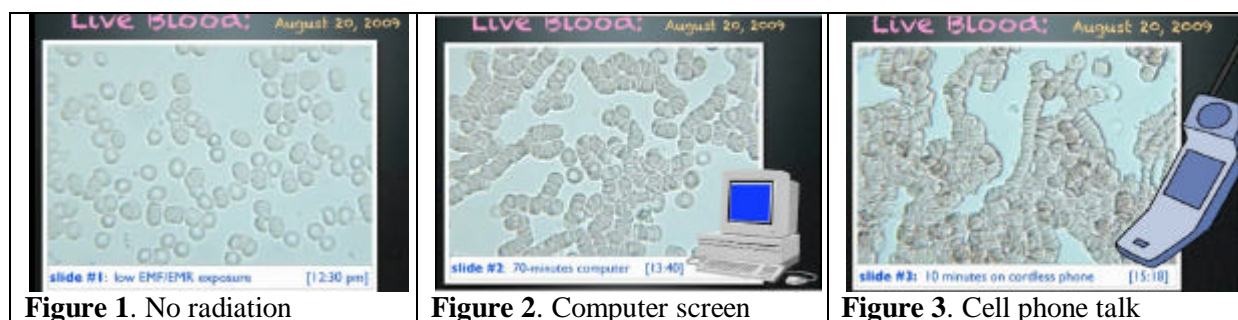 Live Blood: August 20, 2009
slide #1: low EMF/EMR exposure [12:30 pm]
Figure 1. No radiation
Live Blood: August 20, 2009
slide #2 70-minutes computer [13:40]
Figure 2. Computer screen
Live Blood: August 20, 2009
slide #3: 10 minutes on cordless phone [15:18]
Figure 3. Cell phone talk